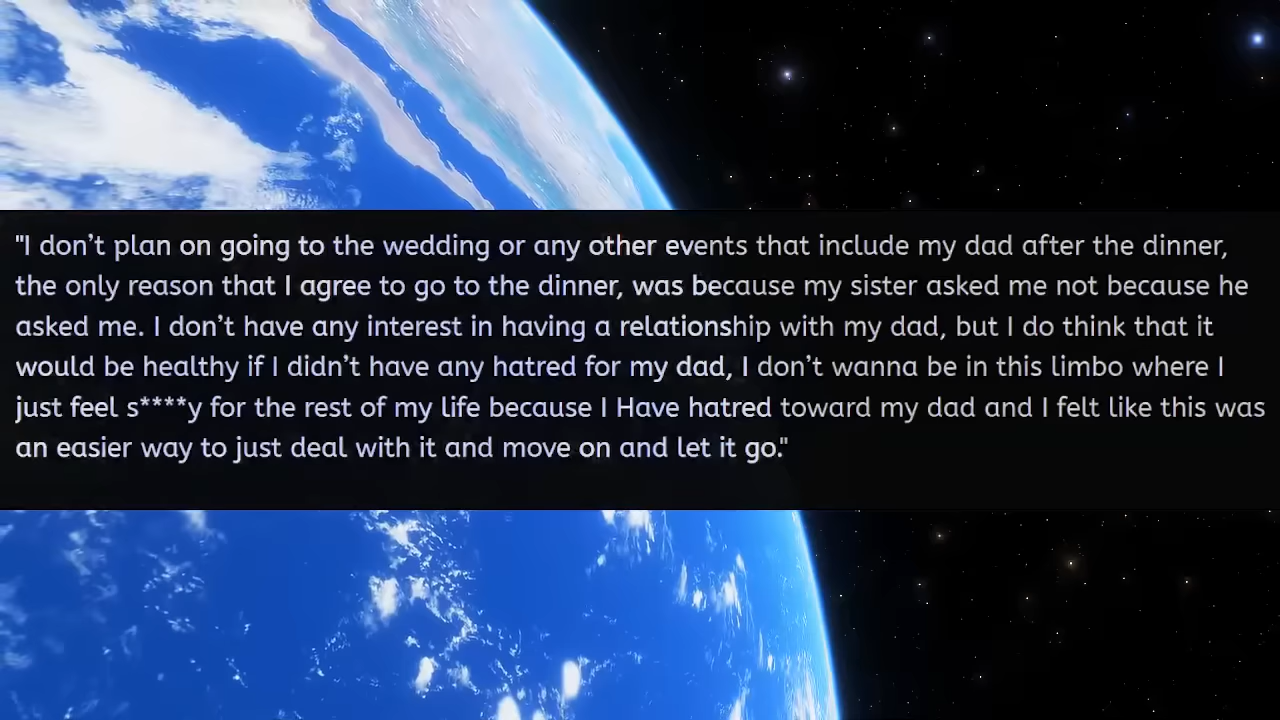 "I don’t plan on going to the wedding or any other events that include my dad after the dinner,
the only reason that I agree to go to the dinner, was because my sister asked me not because he
asked me. I don’t have any interest in having a relationship with my dad, but I do think that it
would be healthy if I didn’t have any hatred for my dad, I don’t wanna be in this limbo where I
just feel s****y for the rest of my life because I Have hatred toward my dad and I felt like this was
an easier way to just deal with it and move on and let it go."